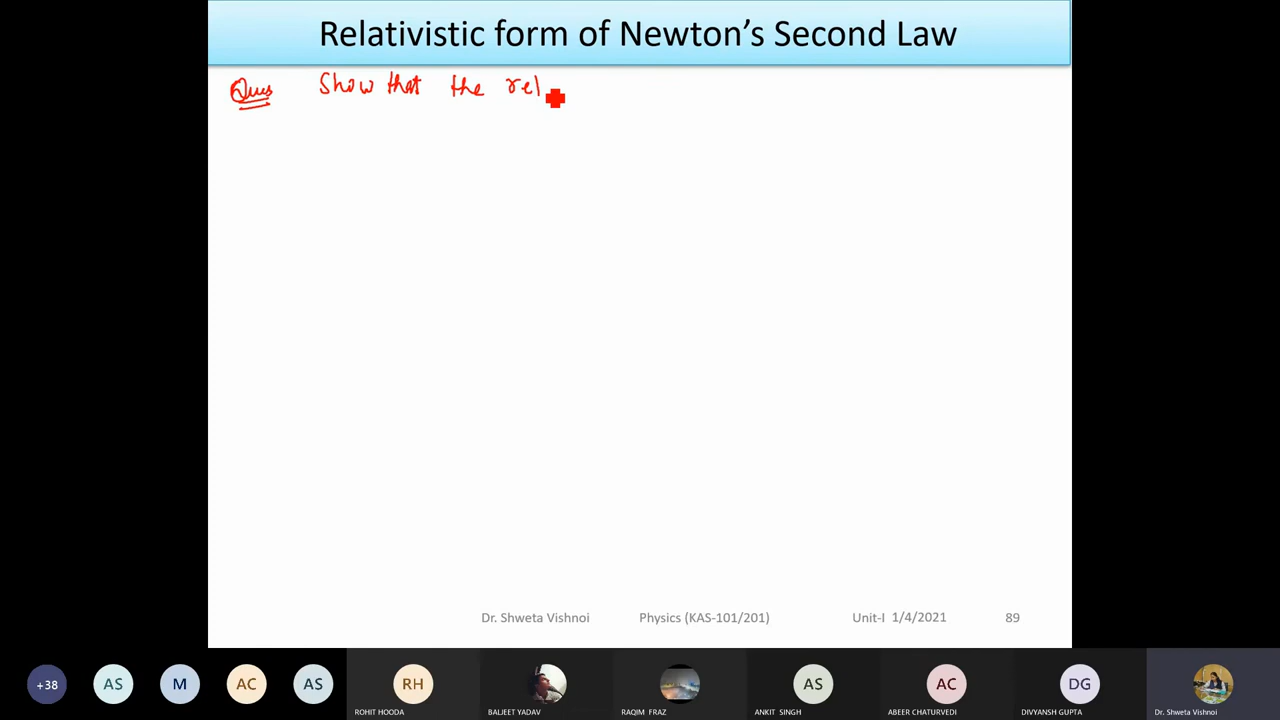 Relativistic form of Newton’s Second Law
Ques Show that the rel
Dr. Shweta Vishnoi Physics (KAS-101/201) Unit-I 1/4/2021 89
+38 AS M AC AS RH AS AC DG
ROHIT HOODA BALJEET YADAV RAQIM FRAZ ANKIT SINGH ABEER CHATURVEDI DIVYANSH GUPTA Dr. Shweta Vishnoi